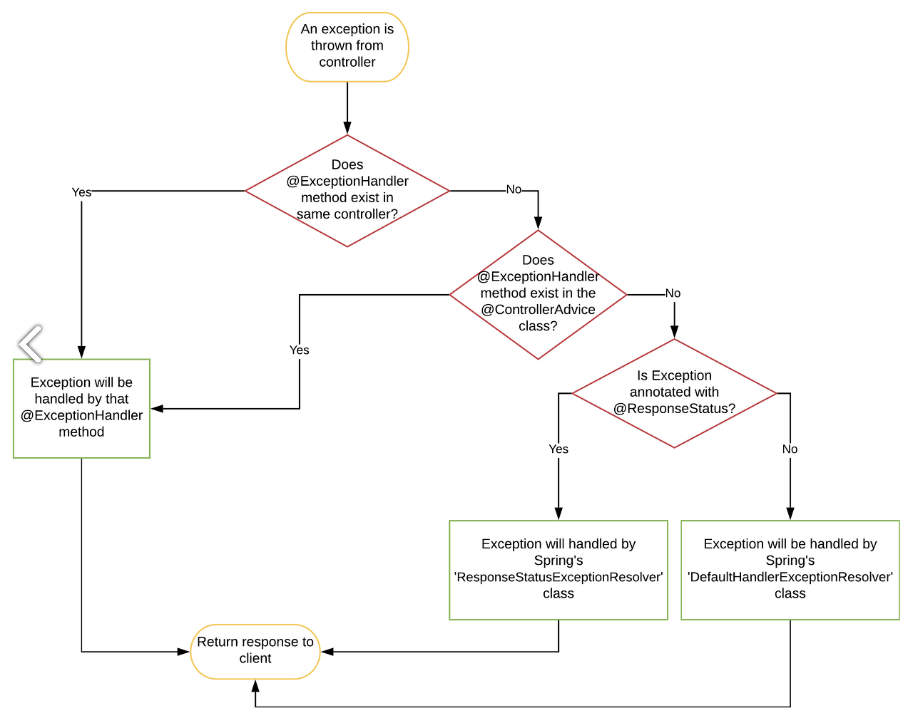 An exception is
thrown from
controller
Does
@ExceptionHandler
method exist in
same controller?
Yes
No
Does
@ExceptionHandler
method exist in the
@ControllerAdvice
class?
Yes
No
Exception will be
handled by that
@ExceptionHandler
method
Is Exception
annotated with
@ResponseStatus?
Yes
No
Exception will handled by
Spring's
'ResponseStatusExceptionResolver'
class
Exception will be handled by
Spring's
'DefaultHandlerExceptionResolver'
class
Return response to
client